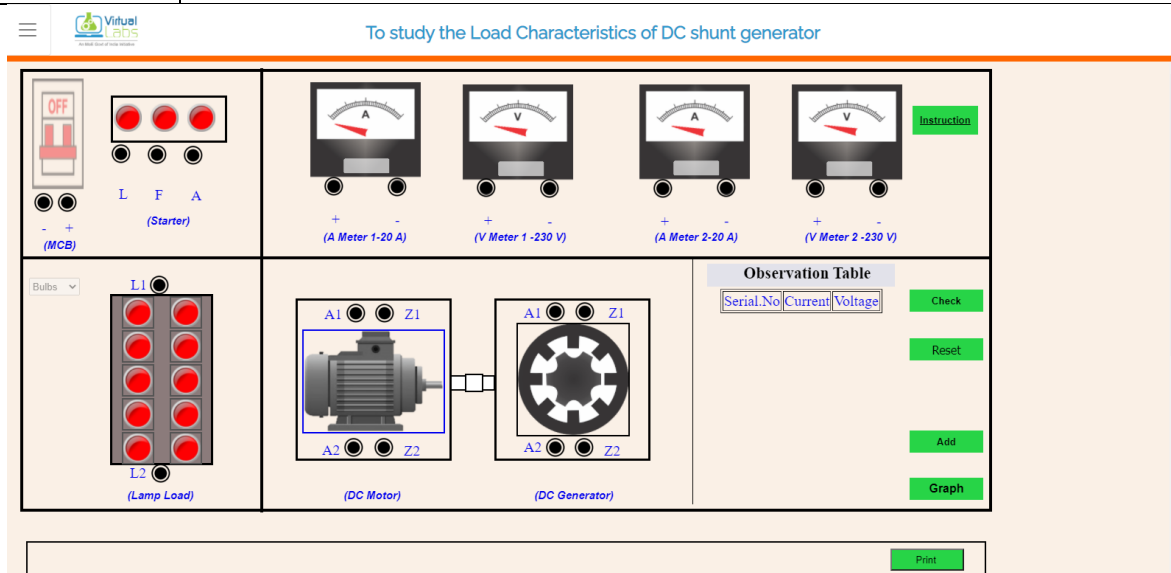 Virtual
Labs
To study the Load Characteristics of DC shunt generator
OFF
- +
(MCB)
L F A
(Starter)
A
+ -
(A Meter 1-20 A)
V
+ -
(V Meter 1 -230 V)
A
+ -
(A Meter 2-20 A)
V
+ -
(V Meter 2 -230 V)
Instruction
Bulbs
L1
L2
(Lamp Load)
A1 Z1
A2 Z2
(DC Motor)
A1 Z1
A2 Z2
(DC Generator)
Observation Table
Serial.No Current Voltage
Check
Reset
Add
Graph
Print